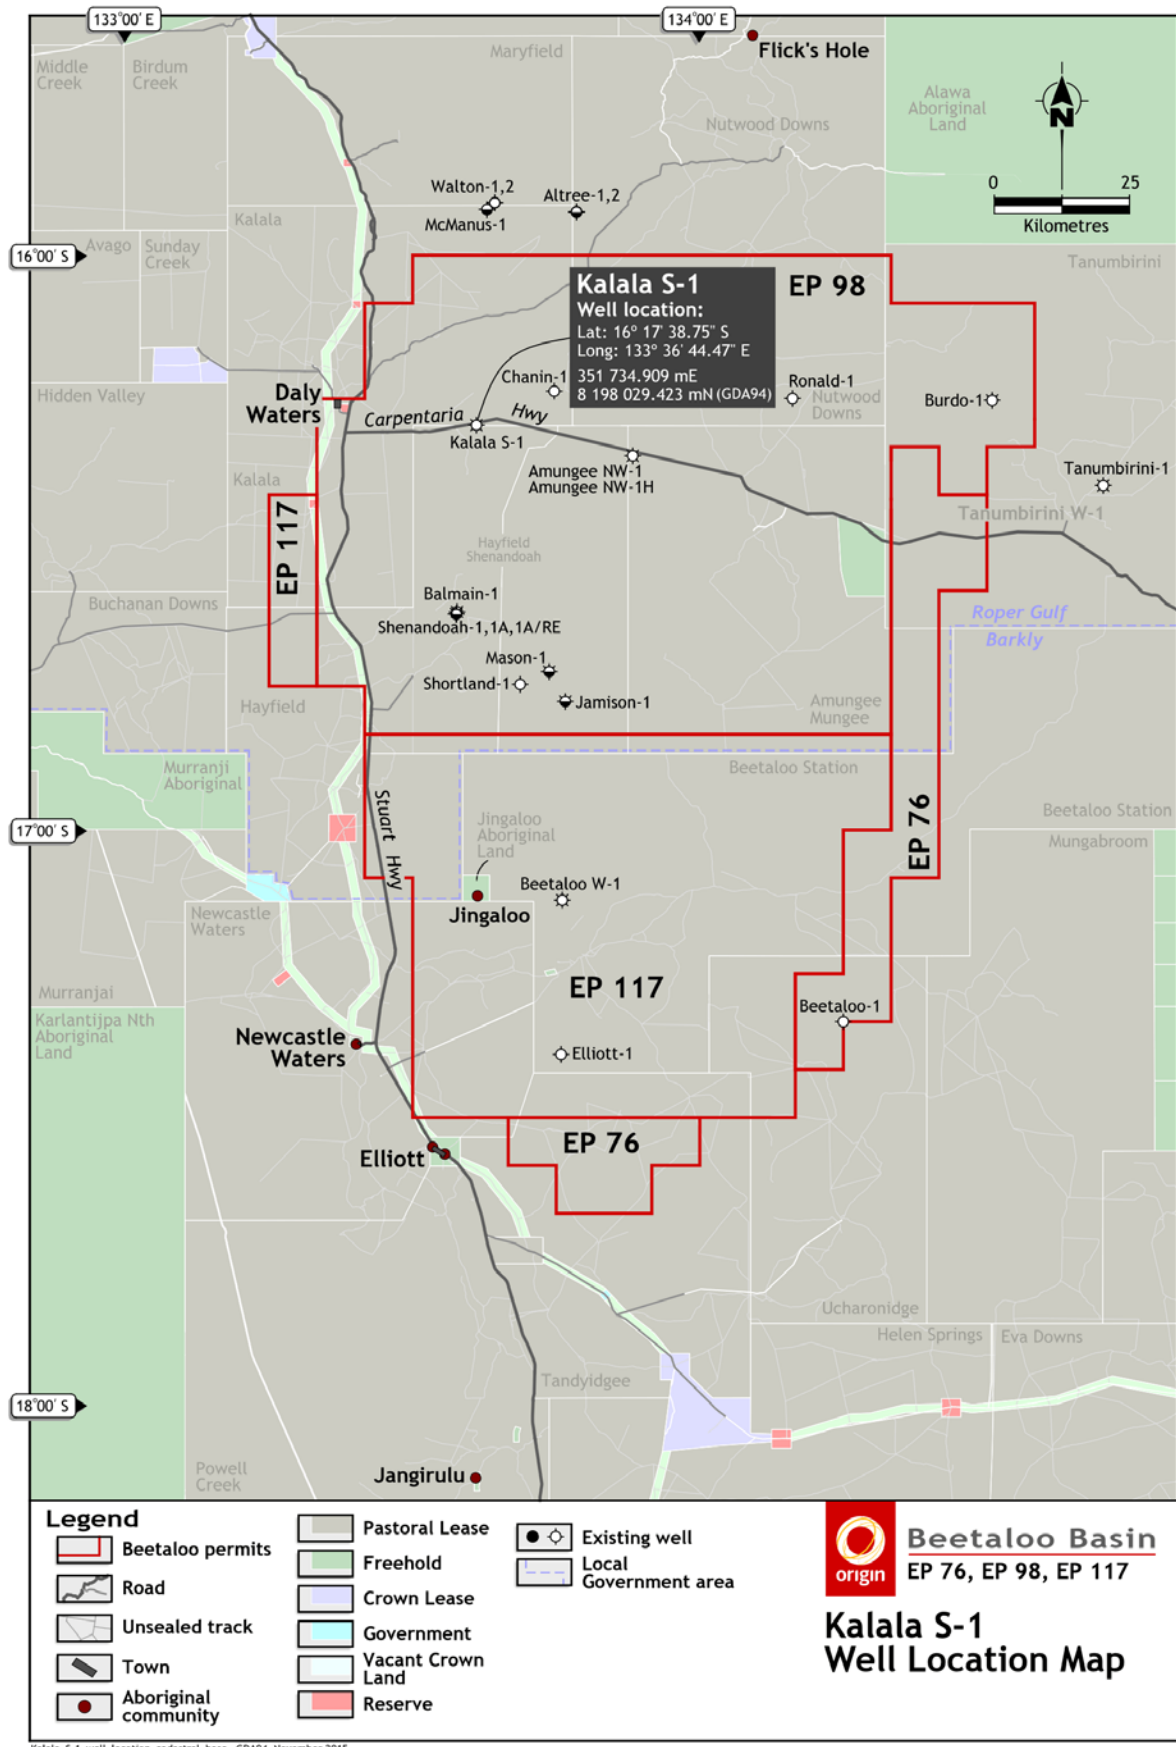 133°00' E
134°00' E
Flick's Hole
Middle
Creek
Birdum
Creek
Maryfield
Alawa
Aboriginal
Land
Nutwood Downs
N
0 25
Kilometres
Walton-1,2
Altree-1,2
McManus-1
Kalala
16°00' S
Avago
Sunday
Creek
Tanumbirini
Kalala S-1
Well location:
Lat: 16° 17' 38.75" S
Long: 133° 36' 44.47" E
351 734.909 mE
8 198 029.423 mN (GDA94)
EP 98
Hidden Valley
Daly
Waters
Chanin-1
Ronald-1
Nutwood
Downs
Burdo-1
Carpentaria Hwy
Kalala S-1
Amungee NW-1
Amungee NW-1H
Tanumbirini-1
Kalala
Tanumbirini W-1
EP 117
Hayfield
Shenandoah
Buchanan Downs
Balmain-1
Shenandoah-1,1A,1A/RE
Roper Gulf
Barkly
Mason-1
Shortland-1
Jamison-1
Hayfield
Amungee
Mungee
Murranji
Aboriginal
Beetaloo Station
Stuart Hwy
EP 76
Beetaloo Station
17°00' S
Jingaloo
Aboriginal
Land
Mungabroom
Beetaloo W-1
Jingaloo
Newcastle
Waters
Murranjai
EP 117
Beetaloo-1
Karlantijpa Nth
Aboriginal
Land
Newcastle
Waters
Elliott-1
Elliott
EP 76
Ucharonidge
Helen Springs
Eva Downs
Tandyidgee
18°00' S
Powell
Creek
Jangirulu
Legend
Beetaloo permits
Road
Unsealed track
Town
Aboriginal
community
Pastoral Lease
Freehold
Crown Lease
Government
Vacant Crown
Land
Reserve
Existing well
Local
Government area
origin
Beetaloo Basin
EP 76, EP 98, EP 117
Kalala S-1
Well Location Map